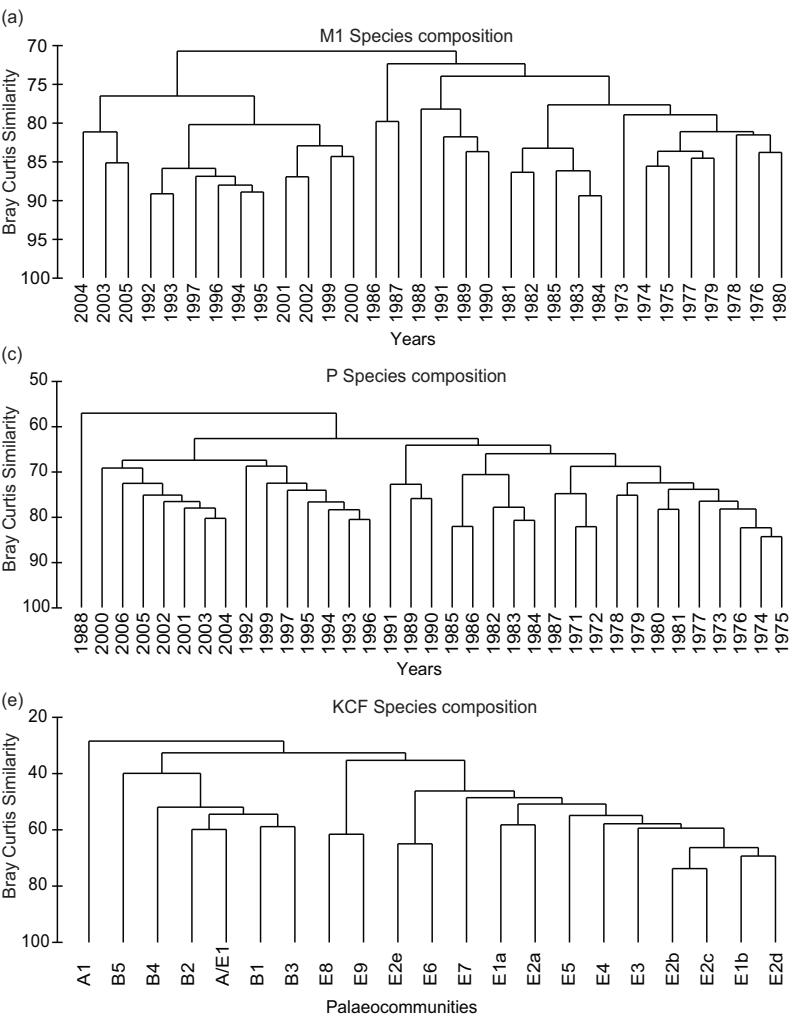 (a)
M1 Species composition
Bray Curtis Similarity
70
75
80
85
90
95
100
2004 2003 2005 1992 1993 1997 1996 1994 1995 2001 2002 1999 2000 1986 1987 1988 1991 1989 1990 1981 1982 1985 1983 1984 1973 1974 1975 1977 1979 1978 1976 1980
Years
(c)
P Species composition
Bray Curtis Similarity
50
60
70
80
90
100
1988 2000 2006 2005 2002 2001 2003 2004 1992 1999 1997 1995 1994 1993 1996 1991 1989 1990 1985 1986 1982 1983 1984 1987 1971 1972 1978 1979 1980 1981 1977 1973 1976 1974 1975
Years
(e)
KCF Species composition
Bray Curtis Similarity
20
40
60
80
100
A1 B5 B4 B2 A/E1 B1 B3 E8 E9 E2e E6 E7 E1a E2a E5 E4 E3 E2b E2c E1b E2d
Palaeocommunities